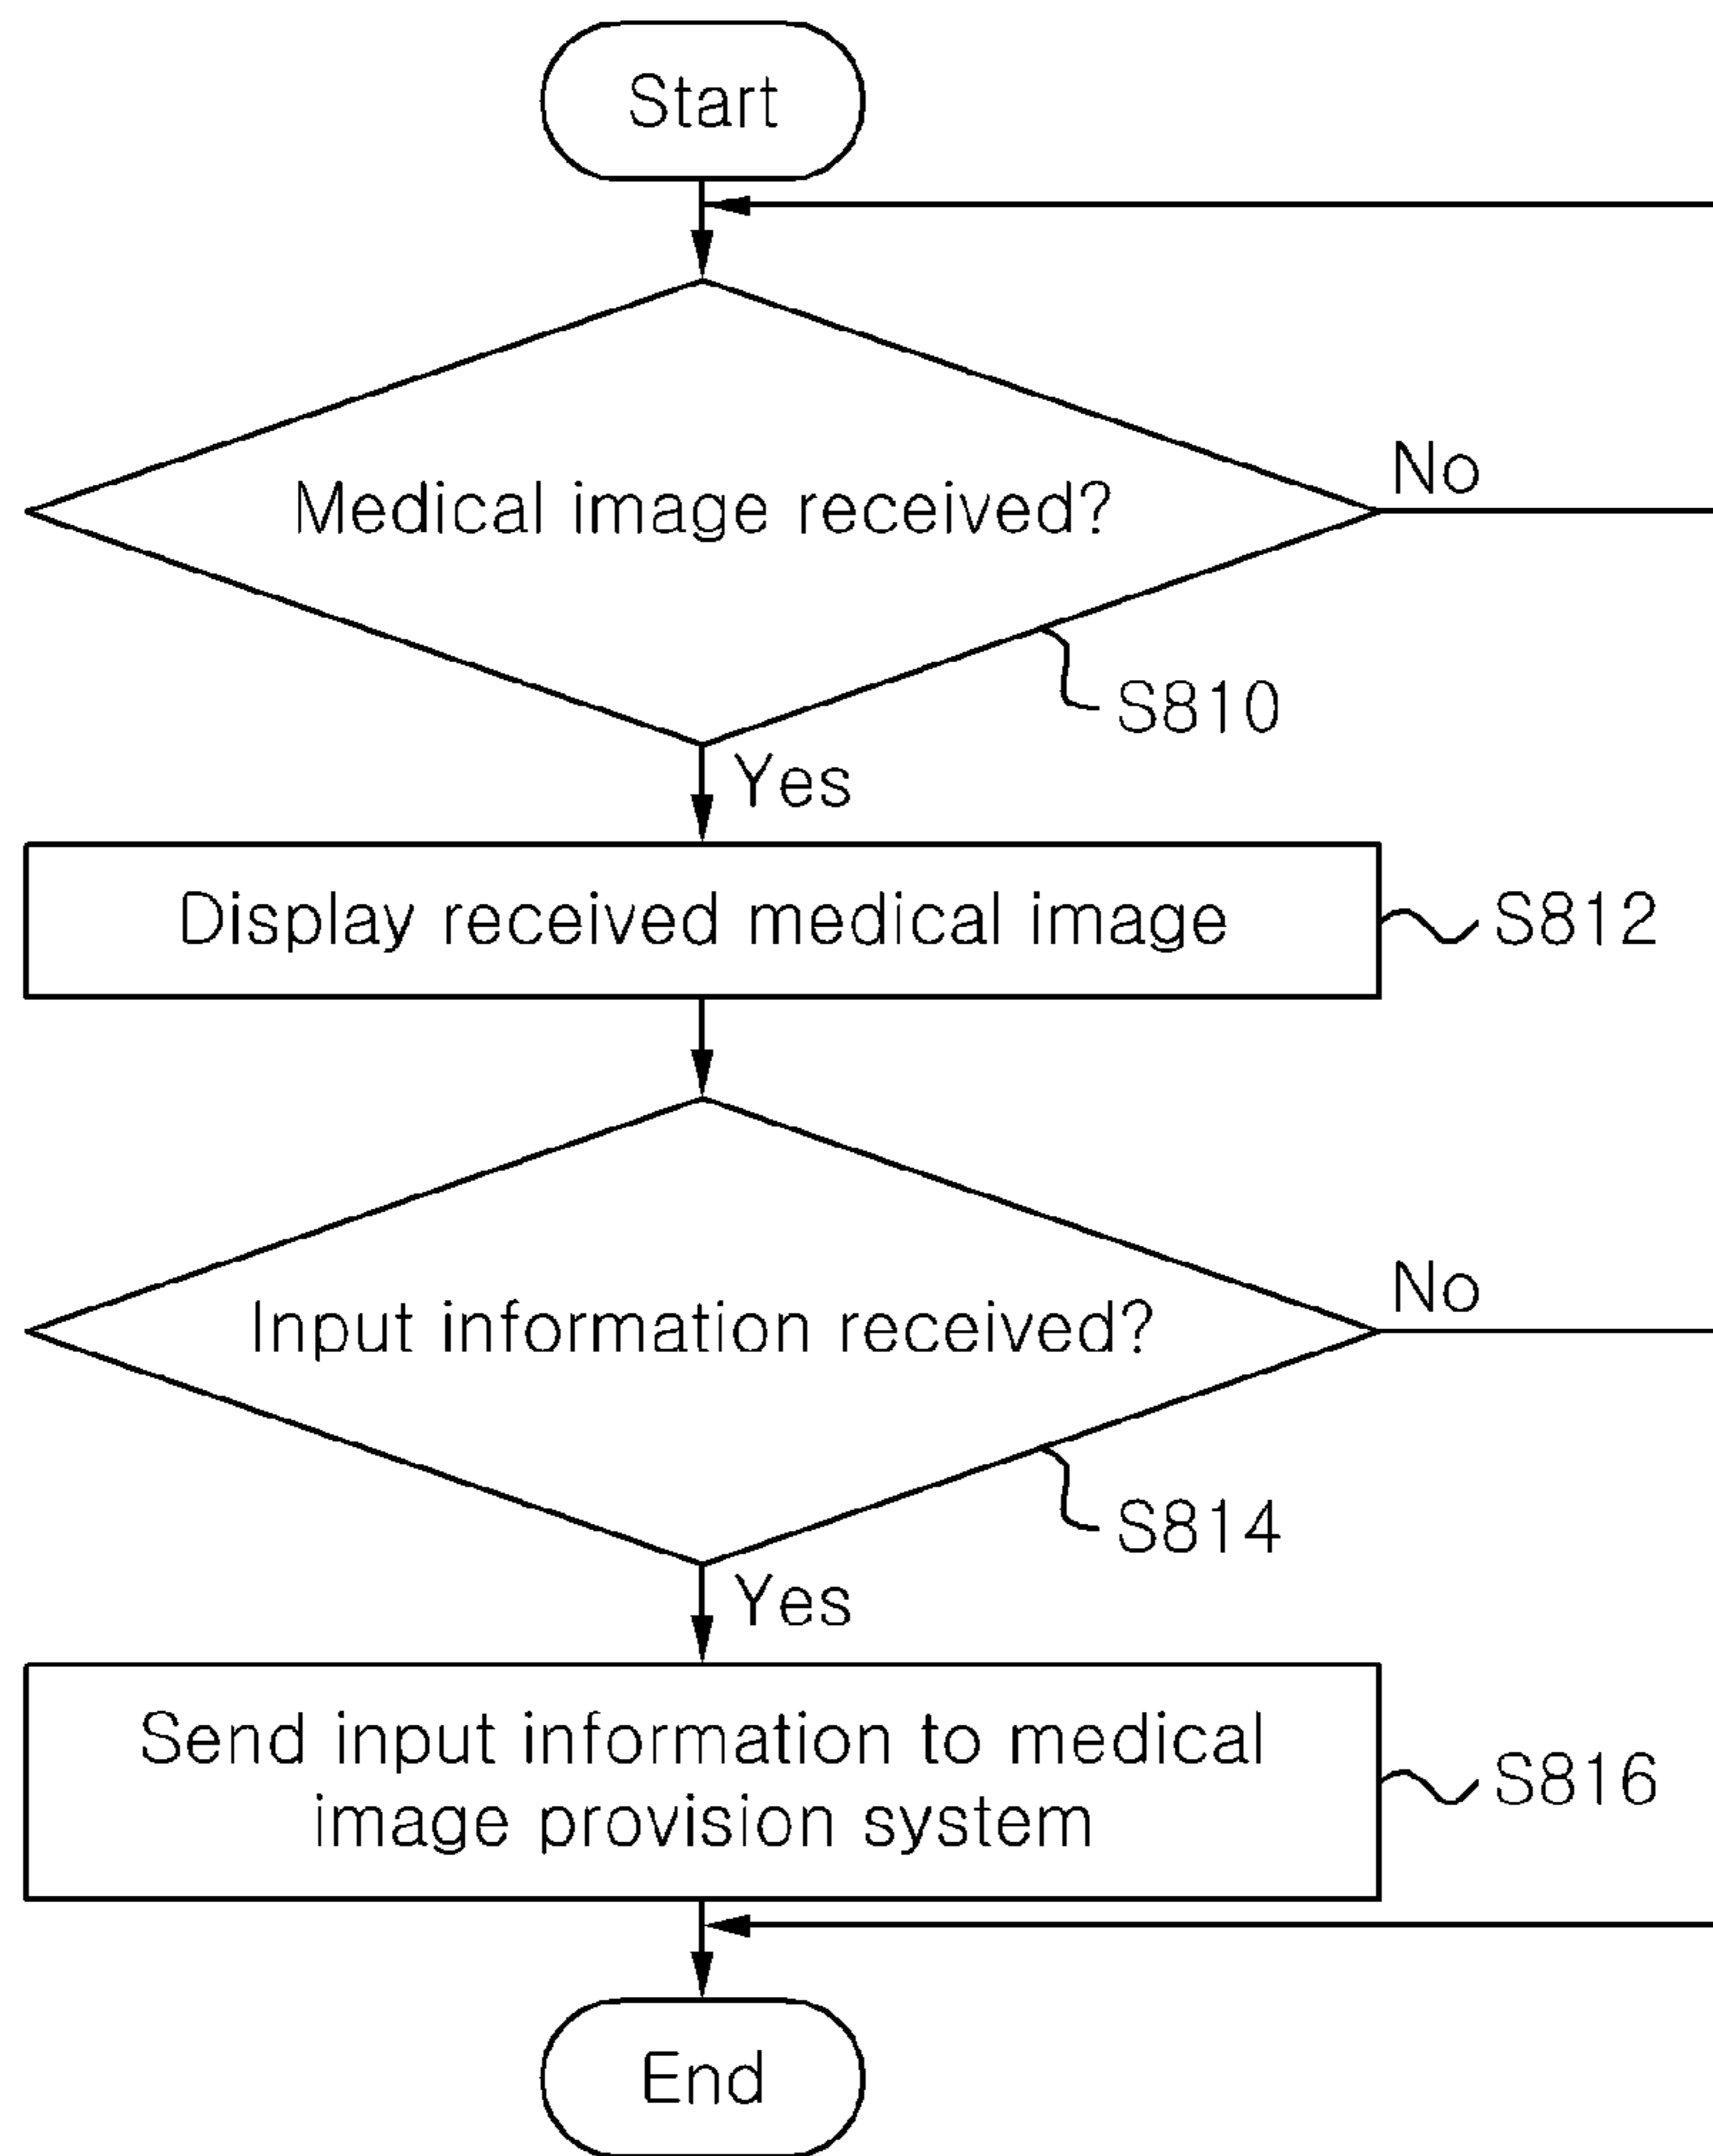 Start
Medical image received?
No
S810
Yes
Display received medical image
S812
Input information received?
No
S814
Yes
Send input information to medical
image provision system
S816
End